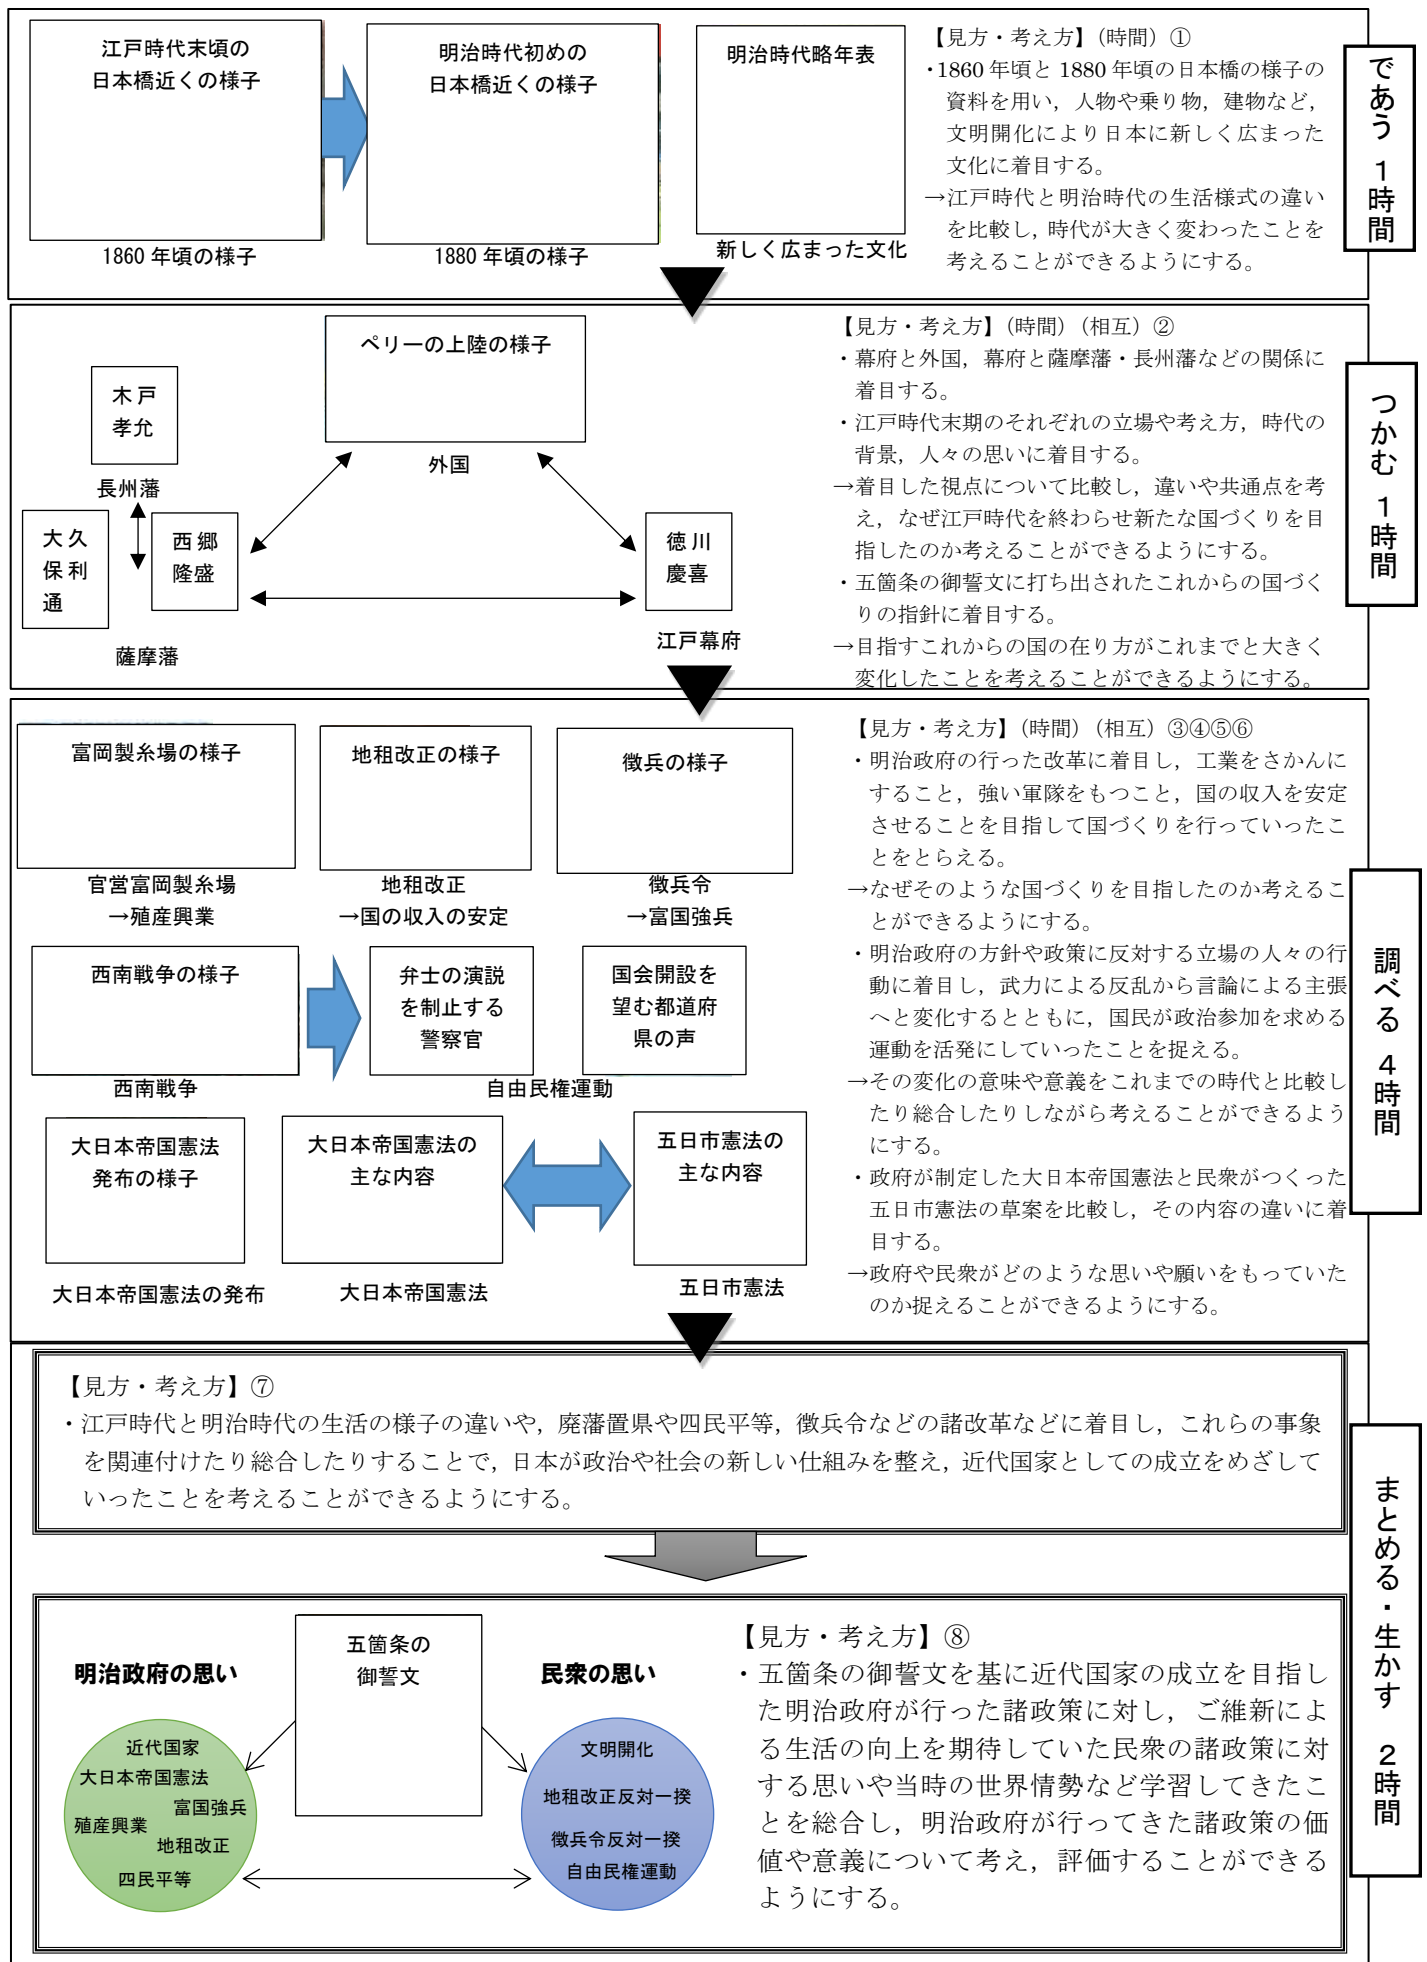 江戸時代末頃の
日本橋近くの様子
1860 年頃の様子
明治時代初めの
日本橋近くの様子
1880 年頃の様子
明治時代略年表
新しく広まった文化
【見方・考え方】(時間) ①
・1860 年頃と 1880 年頃の日本橋の様子の
資料を用い，人物や乗り物，建物など，
文明開化により日本に新しく広まった
文化に着目する。
→江戸時代と明治時代の生活様式の違い
を比較し，時代が大きく変わったことを
考えることができるようにする。
であう １時間
ペリーの上陸の様子
外国
木戸
孝允
長州藩
大久
保利
通
西郷
隆盛
薩摩藩
徳川
慶喜
江戸幕府
【見方・考え方】(時間) (相互) ②
・幕府と外国，幕府と薩摩藩・長州藩などの関係に
着目する。
・江戸時代末期のそれぞれの立場や考え方，時代の
背景，人々の思いに着目する。
→着目した視点について比較し，違いや共通点を考
え，なぜ江戸時代を終わらせ新たな国づくりを目
指したのか考えることができるようにする。
・五箇条の御誓文に打ち出されたこれからの国づく
りの指針に着目する。
→目指すこれからの国の在り方がこれまでと大きく
変化したことを考えることができるようにする。
つかむ １時間
富岡製糸場の様子
官営富岡製糸場
→殖産興業
地租改正の様子
地租改正
→国の収入の安定
徴兵の様子
徴兵令
→富国強兵
西南戦争の様子
西南戦争
弁士の演説
を制止する
警察官
国会開設を
望む都道府
県の声
自由民権運動
大日本帝国憲法
発布の様子
大日本帝国憲法の発布
大日本帝国憲法の
主な内容
大日本帝国憲法
五日市憲法の
主な内容
五日市憲法
【見方・考え方】(時間) (相互) ③④⑤⑥
・明治政府の行った改革に着目し，工業をさかんに
すること，強い軍隊をもつこと，国の収入を安定
させることを目指して国づくりを行っていったこ
とをとらえる。
→なぜそのような国づくりを目指したのか考えるこ
とができるようにする。
・明治政府の方針や政策に反対する立場の人々の行
動に着目し，武力による反乱から言論による主張
へと変化するとともに，国民が政治参加を求める
運動を活発にしていったことを捉える。
→その変化の意味や意義をこれまでの時代と比較し
たり総合したりしながら考えることができるよう
にする。
・政府が制定した大日本帝国憲法と民衆がつくった
五日市憲法の草案を比較し，その内容の違いに着
目する。
→政府や民衆がどのような思いや願いをもっていた
のか捉えることができるようにする。
調べる ４時間
【見方・考え方】⑦
・江戸時代と明治時代の生活の様子の違いや，廃藩置県や四民平等，徴兵令などの諸改革などに着目し，これらの事象
を関連付けたり総合したりすることで，日本が政治や社会の新しい仕組みを整え，近代国家としての成立をめざして
いったことを考えることができるようにする。
五箇条の
御誓文
明治政府の思い
近代国家
大日本帝国憲法
富国強兵
殖産興業
地租改正
四民平等
民衆の思い
文明開化
地租改正反対一揆
徴兵令反対一揆
自由民権運動
【見方・考え方】⑧
・五箇条の御誓文を基に近代国家の成立を目指し
た明治政府が行った諸政策に対し，ご維新によ
る生活の向上を期待していた民衆の諸政策に対
する思いや当時の世界情勢など学習してきたこ
とを総合し，明治政府が行ってきた諸政策の価
値や意義について考え，評価することができる
ようにする。
まとめる・生かす ２時間